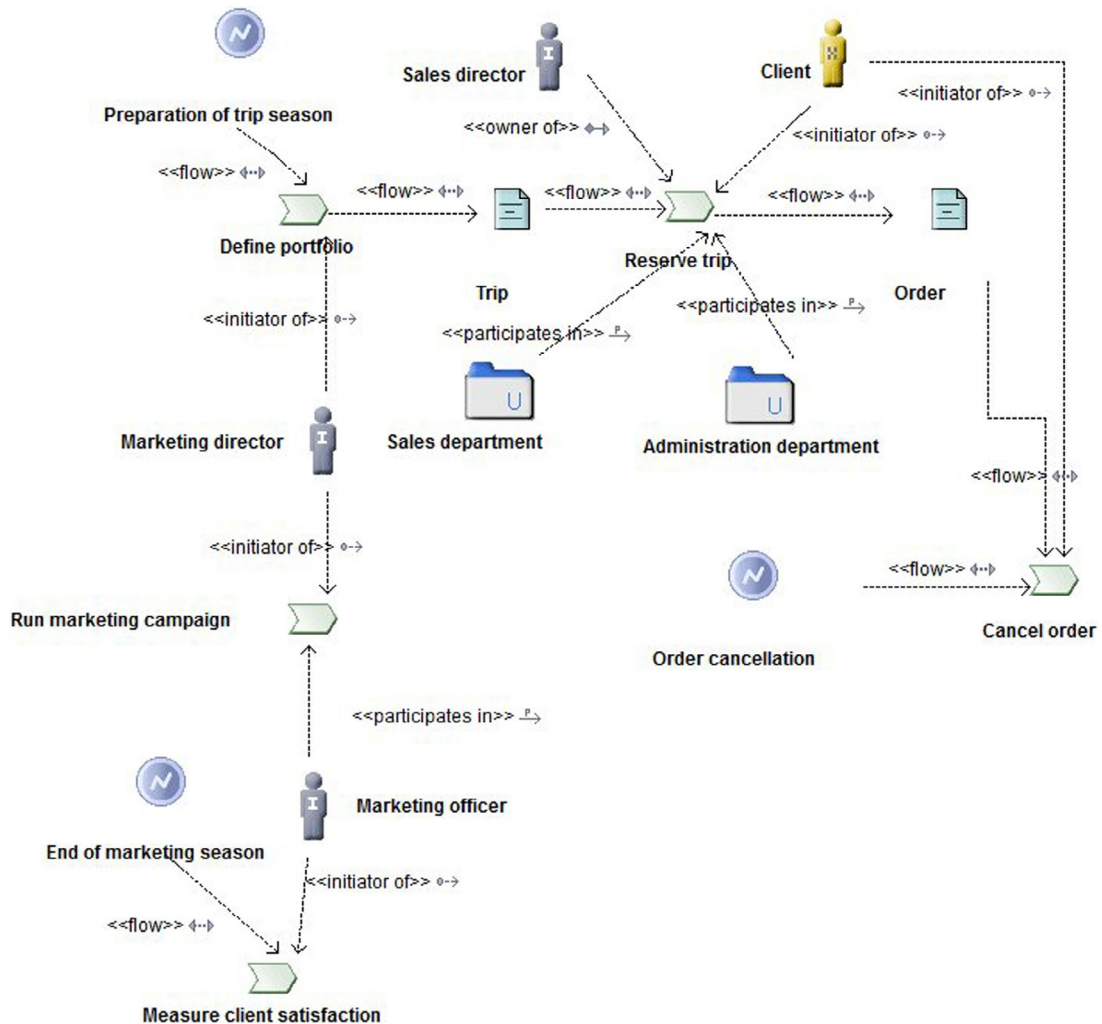 Sales director
Client
<<initiator of>>
Preparation of trip season
<<owner of>>
<<initiator of>>
<<flow>>
<<flow>>
<<flow>>
<<flow>>
Define portfolio
Reserve trip
Trip
Order
<<initiator of>>
<<participates in>>
<<participates in>>
U
U
Marketing director
Sales department
Administration department
<<flow>>
<<initiator of>>
<<flow>>
Run marketing campaign
Cancel order
Order cancellation
<<participates in>>
Marketing officer
End of marketing season
<<initiator of>>
<<flow>>
Measure client satisfaction